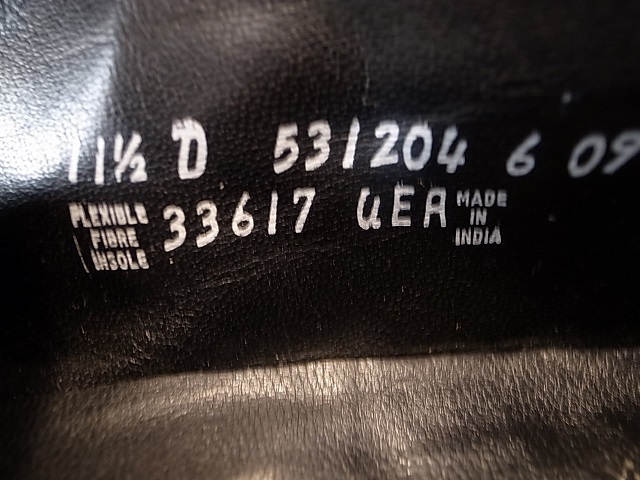 11½ D 531204 6 09
FLEXIBLE FIBRE INSOLE 33617 UER MADE IN INDIA